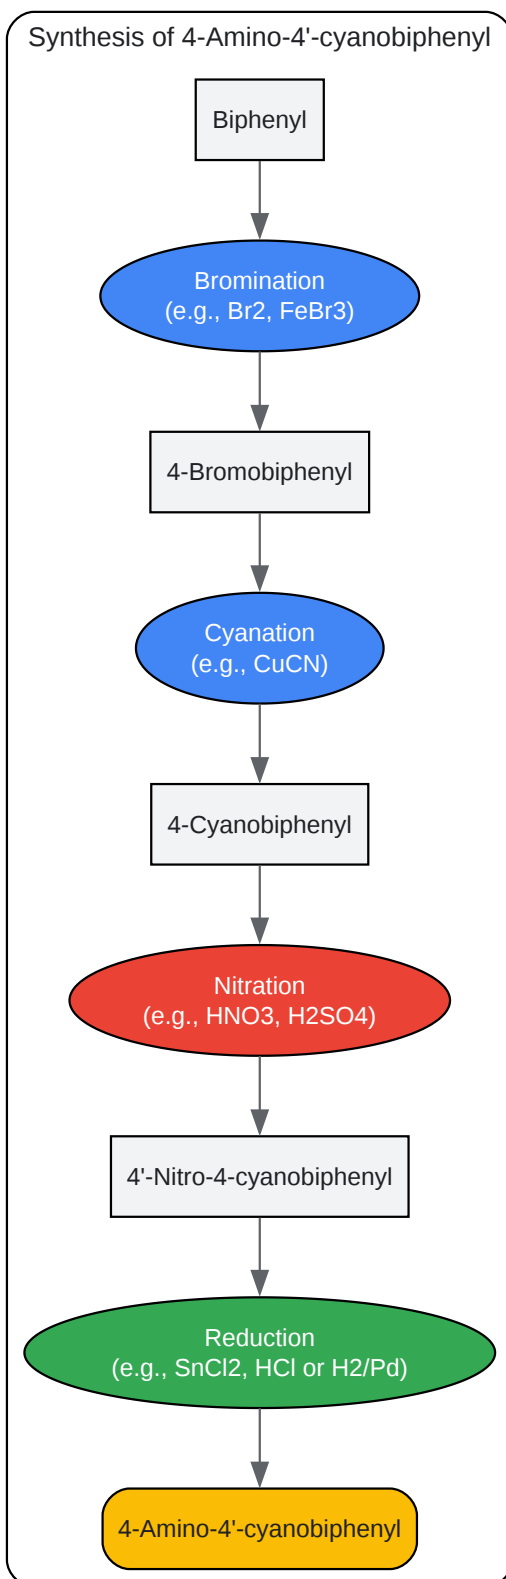 Synthesis of 4-Amino-4'-cyanobiphenyl
Biphenyl
Bromination
(e.g., Br2, FeBr3)
4-Bromobiphenyl
Cyanation
(e.g., CuCN)
4-Cyanobiphenyl
Nitration
(e.g., HNO3, H2SO4)
4'-Nitro-4-cyanobiphenyl
Reduction
(e.g., SnCl2, HCl or H2/Pd)
4-Amino-4'-cyanobiphenyl